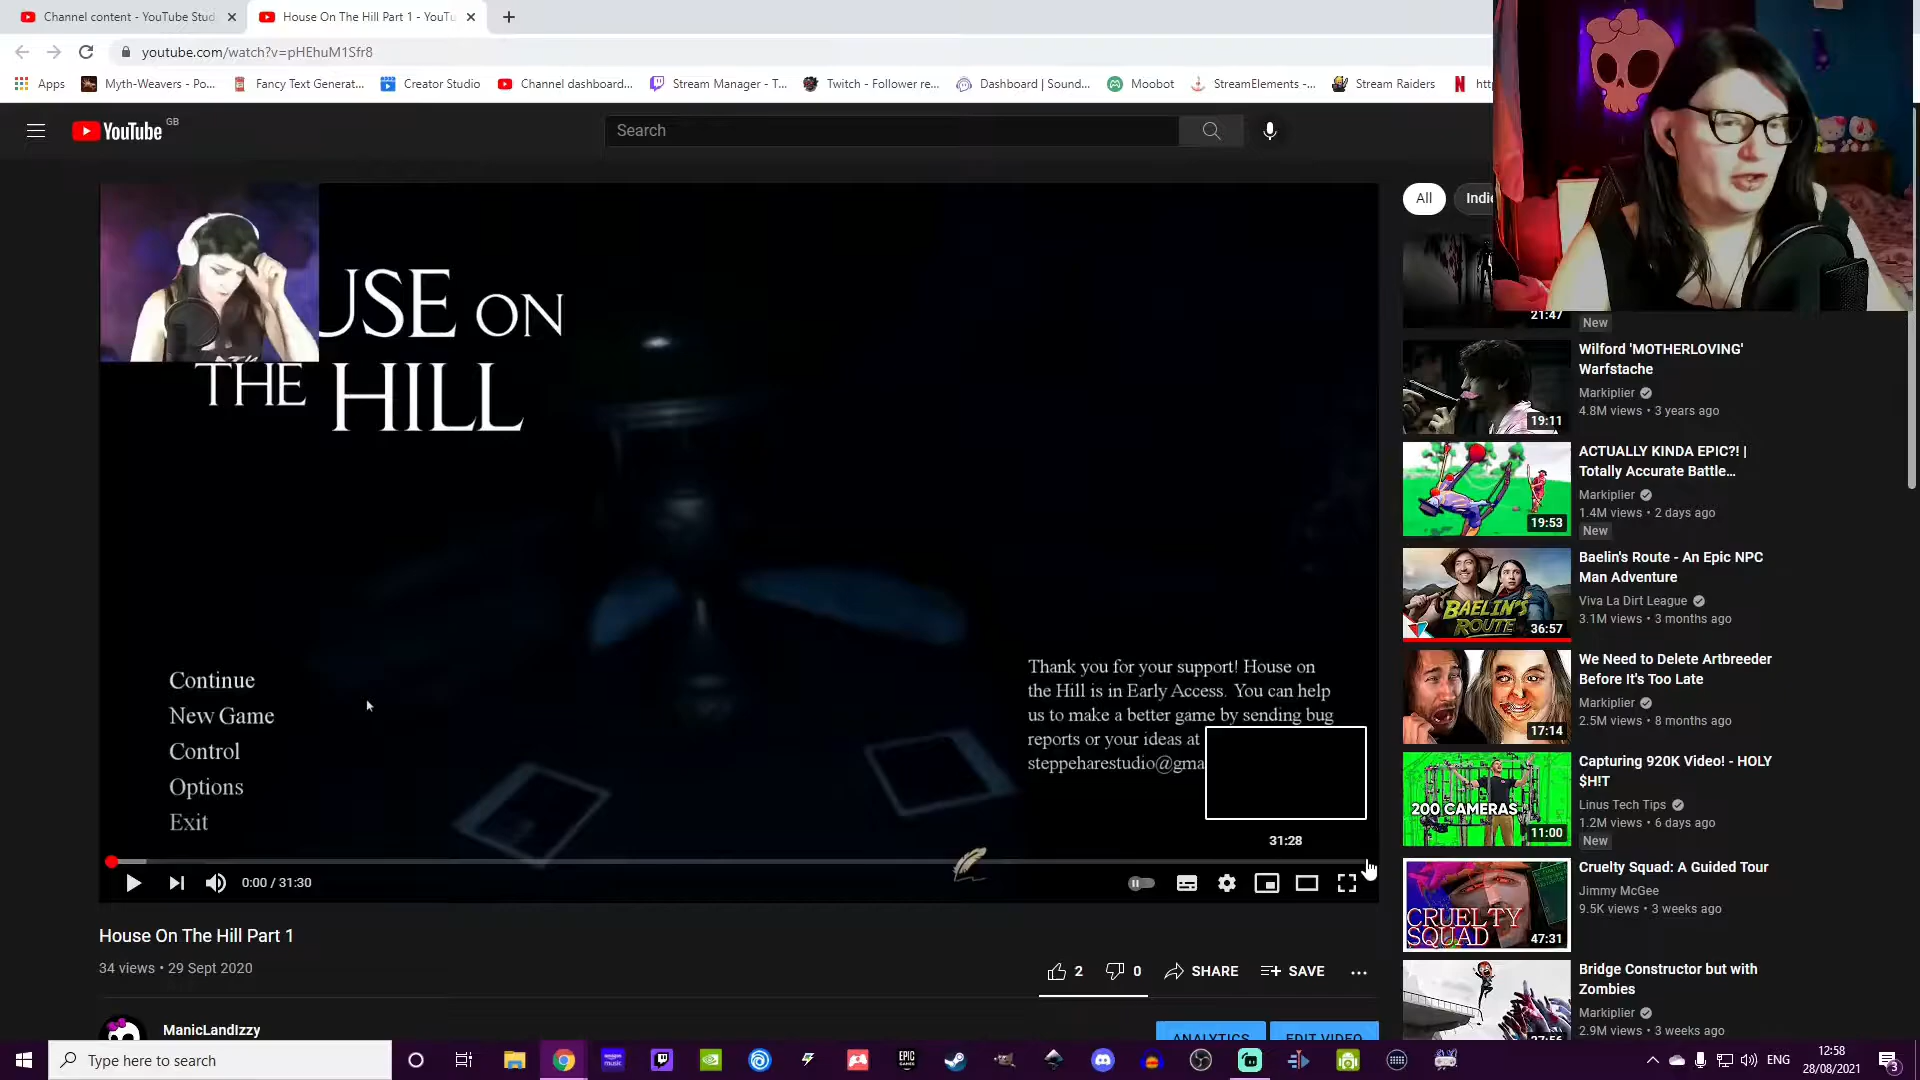 Channel content - YouTube Stud
House On The Hill Part 1 - YouTu
youtube.com/watch?v=pHEhuM1Sfr8
Apps
Myth-Weavers - Po...
Fancy Text Generat...
Creator Studio
Channel dashboard...
Stream Manager - T...
Twitch - Follower re...
Dashboard | Sound...
Moobot
StreamElements -...
Stream Raiders
YouTube GB
Search
All
Indie
USE ON
THE HILL
Continue
New Game
Control
Options
Exit
Thank you for your support! House on
the Hill is in Early Access. You can help
us to make a better game by sending bug
reports or your ideas at
steppeharestudio@gma
31:28
0:00 / 31:30
House On The Hill Part 1
34 views • 29 Sept 2020
2
0
SHARE
SAVE
ManicLandIzzy
ANALYTICS
EDIT VIDEO
21:47
New
Wilford 'MOTHERLOVING'
Warfstache
Markiplier
4.8M views • 3 years ago
19:11
ACTUALLY KINDA EPIC?! |
Totally Accurate Battle...
Markiplier
1.4M views • 2 days ago
New
19:53
Baelin's Route - An Epic NPC
Man Adventure
Viva La Dirt League
3.1M views • 3 months ago
BAELIN'S
ROUTE
36:57
We Need to Delete Artbreeder
Before It's Too Late
Markiplier
2.5M views • 8 months ago
17:14
Capturing 920K Video! - HOLY
$H!T
Linus Tech Tips
1.2M views • 6 days ago
New
200 CAMERAS
11:00
Cruelty Squad: A Guided Tour
Jimmy McGee
9.5K views • 3 weeks ago
CRUELTY
SQUAD
47:31
Bridge Constructor but with
Zombies
Markiplier
2.9M views • 3 weeks ago
Type here to search
EPIC
GAMES
ENG
12:58
28/08/2021
3